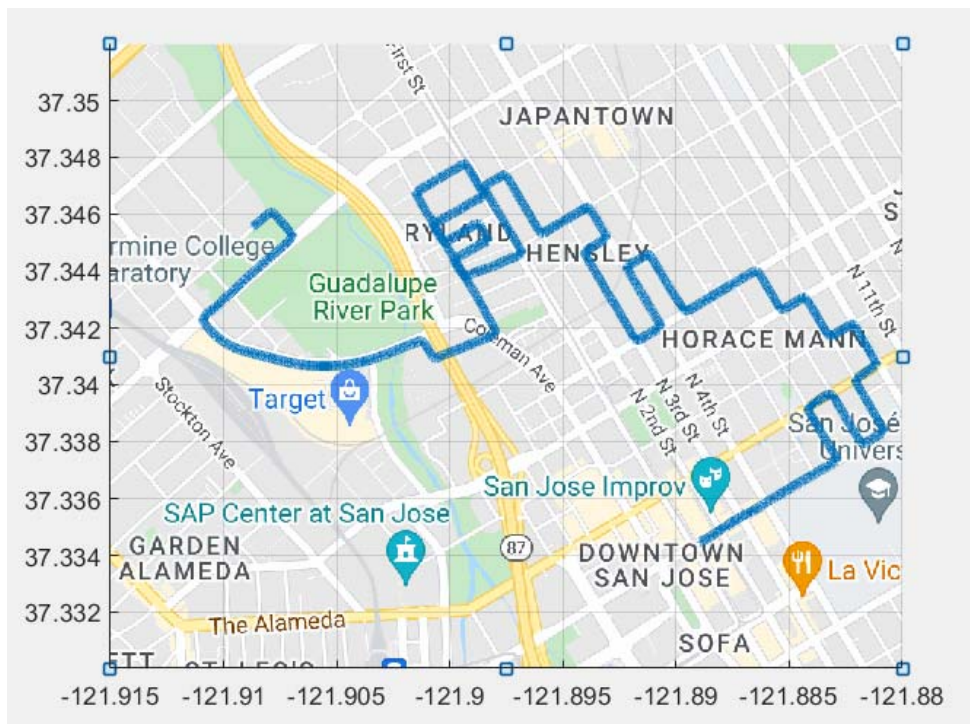 37.35
37.348
37.346
37.344
37.342
37.34
37.338
37.336
37.334
37.332
-121.915
-121.91
-121.905
-121.9
-121.895
-121.89
-121.885
-121.88
First St
JAPANTOWN
RYLAND
HENSLEY
rmine College
aratory
Guadalupe
River Park
N 11th St
Coleman Ave
HORACE MANN
Target
Stockton Ave
N 2nd St
N 3rd St
N 4th St
San José
Univers
San Jose Improv
SAP Center at San Jose
GARDEN
ALAMEDA
87
DOWNTOWN
SAN JOSE
La Vic
The Alameda
SOFA